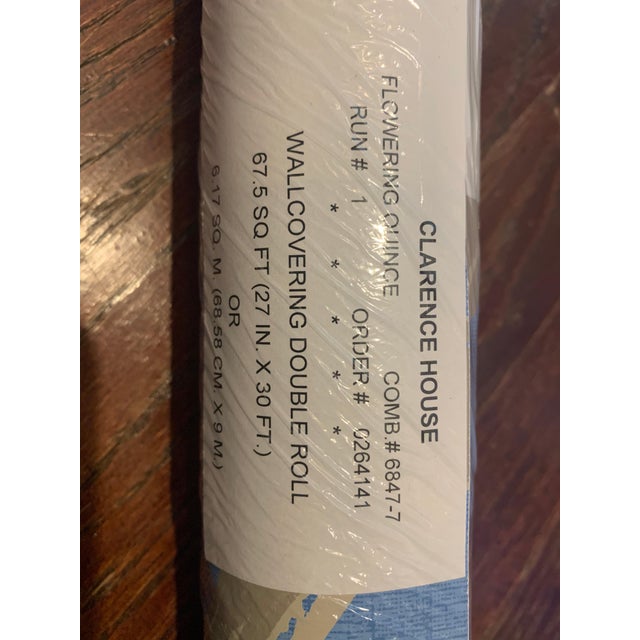 CLARENCE HOUSE
FLOWERING QUINCE COMB.# 6847-7
RUN # 1 ORDER # 0264141
* * * * *
WALLCOVERING DOUBLE ROLL
67.5 SQ FT (27 IN. X 30 FT.)
OR
6.17 SQ. M. (68.58 CM. X 9 M.)